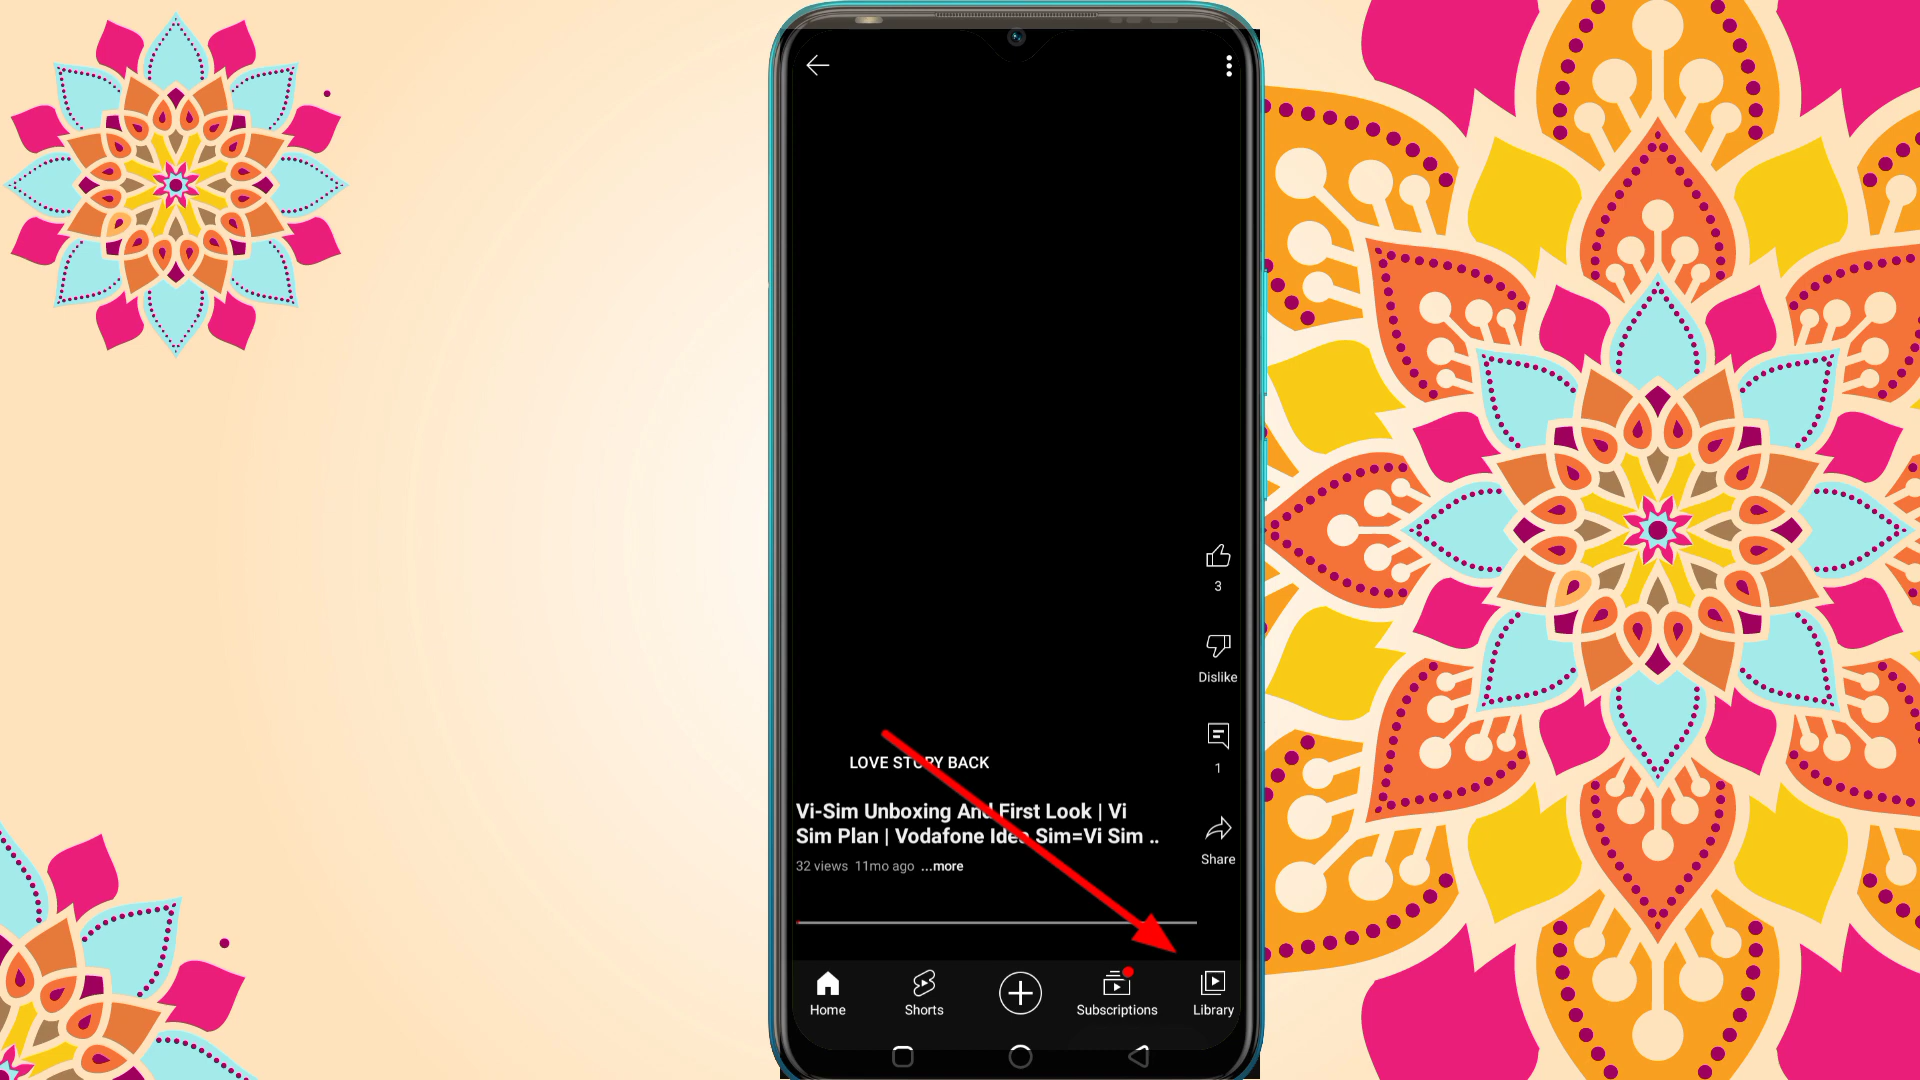 3
Dislike
1
LOVE STORY BACK
Vi-Sim Unboxing And First Look | Vi
Sim Plan | Vodafone Idea Sim=Vi Sim ..
Share
32 views 11mo ago ...more
Home
Shorts
Subscriptions
Library